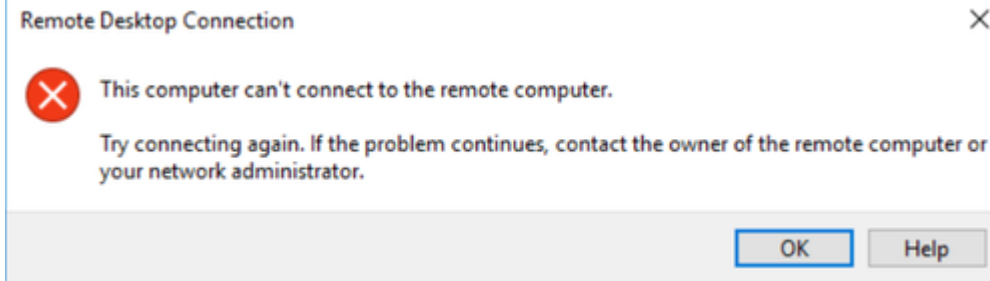 Remote Desktop Connection
This computer can't connect to the remote computer.
Try connecting again. If the problem continues, contact the owner of the remote computer or
your network administrator.
OK
Help